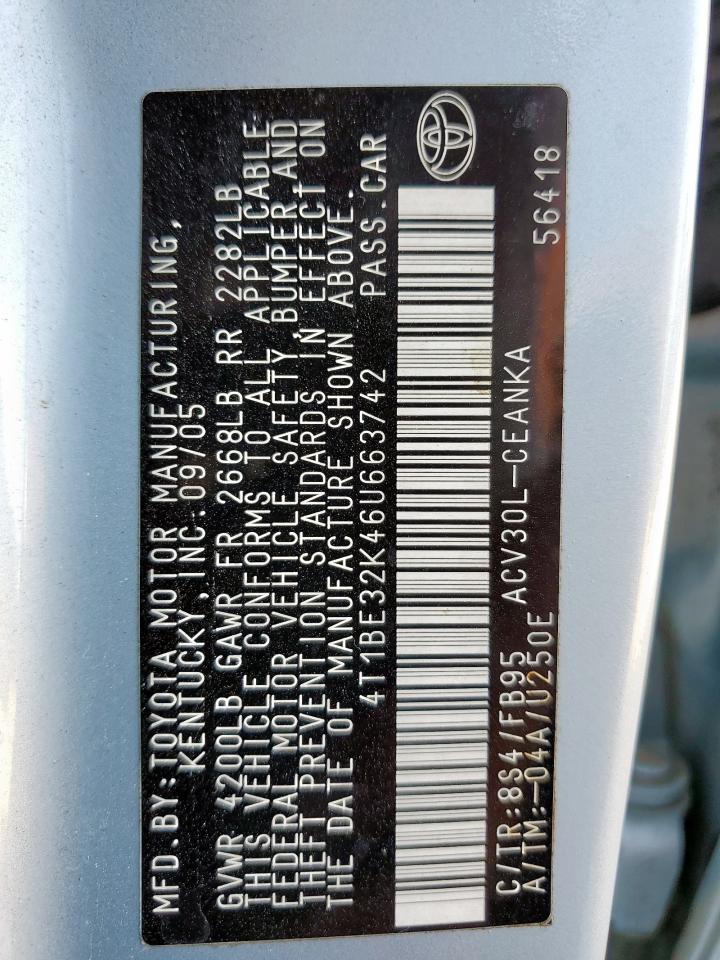 MFD.BY:TOYOTA MOTOR MANUFACTURING,
KENTUCKY,INC.09/05
GVWR 4200LB GAWR FR 2668LB RR 2282LB
THIS VEHICLE CONFORMS TO ALL APPLICABLE
FEDERAL MOTOR VEHICLE SAFETY,BUMPER AND
THEFT PREVENTION STANDARDS IN EFFECT ON
THE DATE OF MANUFACTURE SHOWN ABOVE.
4T1BE32K46U663742 PASS.CAR
C/TR:8S4/FB95 ACV30L-CEANKA 56418
A/TM:-04A/U250E